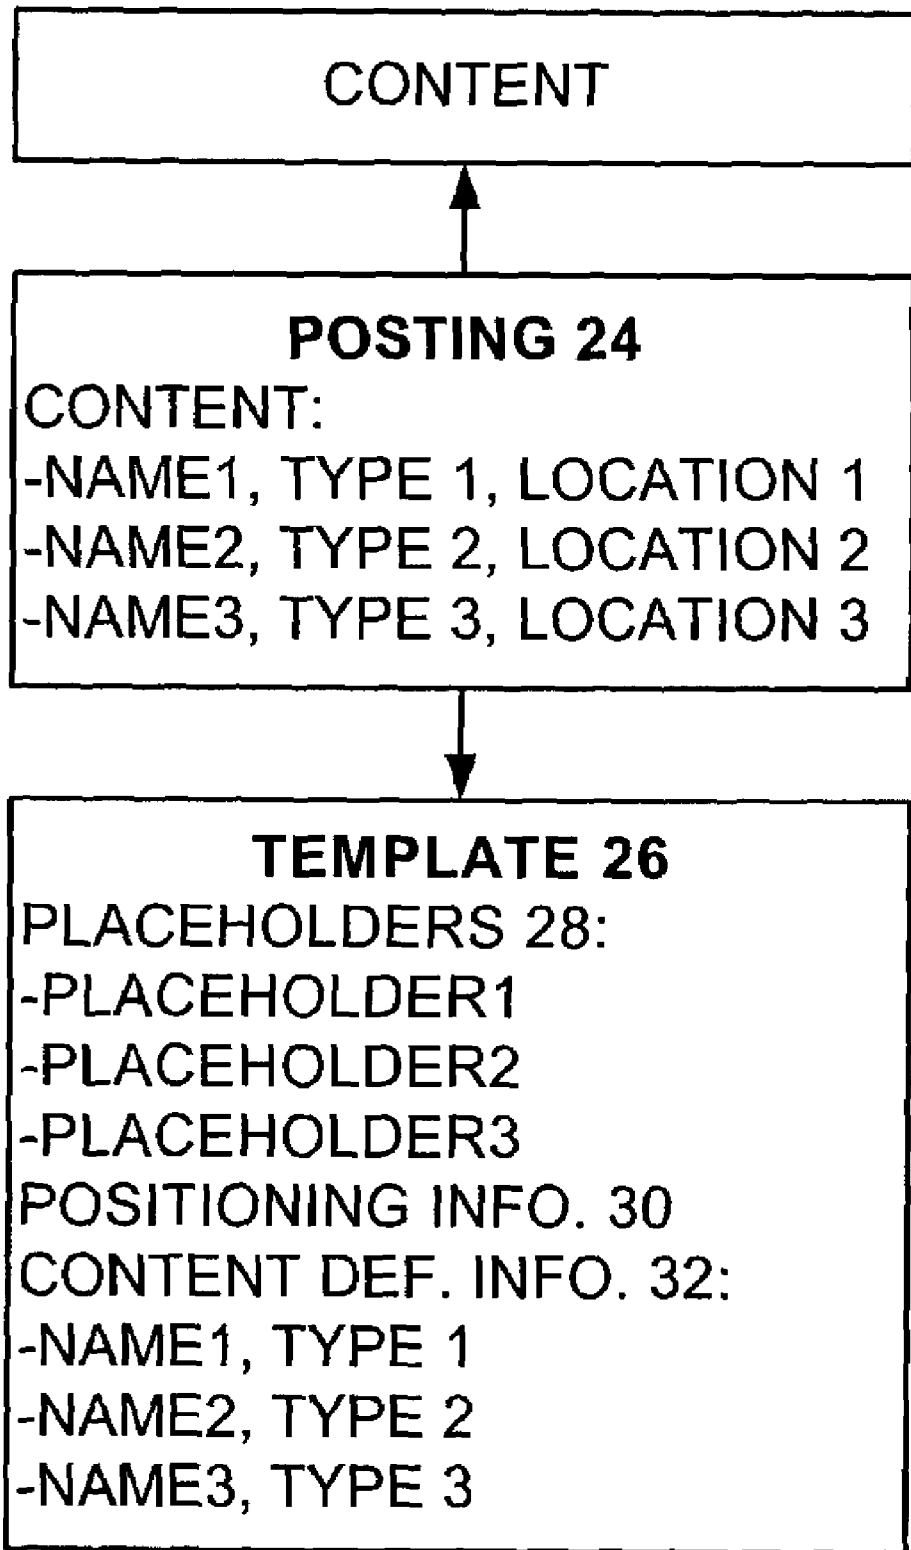 CONTENT
POSTING 24
CONTENT:
-NAME1, TYPE 1, LOCATION 1
-NAME2, TYPE 2, LOCATION 2
-NAME3, TYPE 3, LOCATION 3
TEMPLATE 26
PLACEHOLDERS 28:
-PLACEHOLDER1
-PLACEHOLDER2
-PLACEHOLDER3
POSITIONING INFO. 30
CONTENT DEF. INFO. 32:
-NAME1, TYPE 1
-NAME2, TYPE 2
-NAME3, TYPE 3